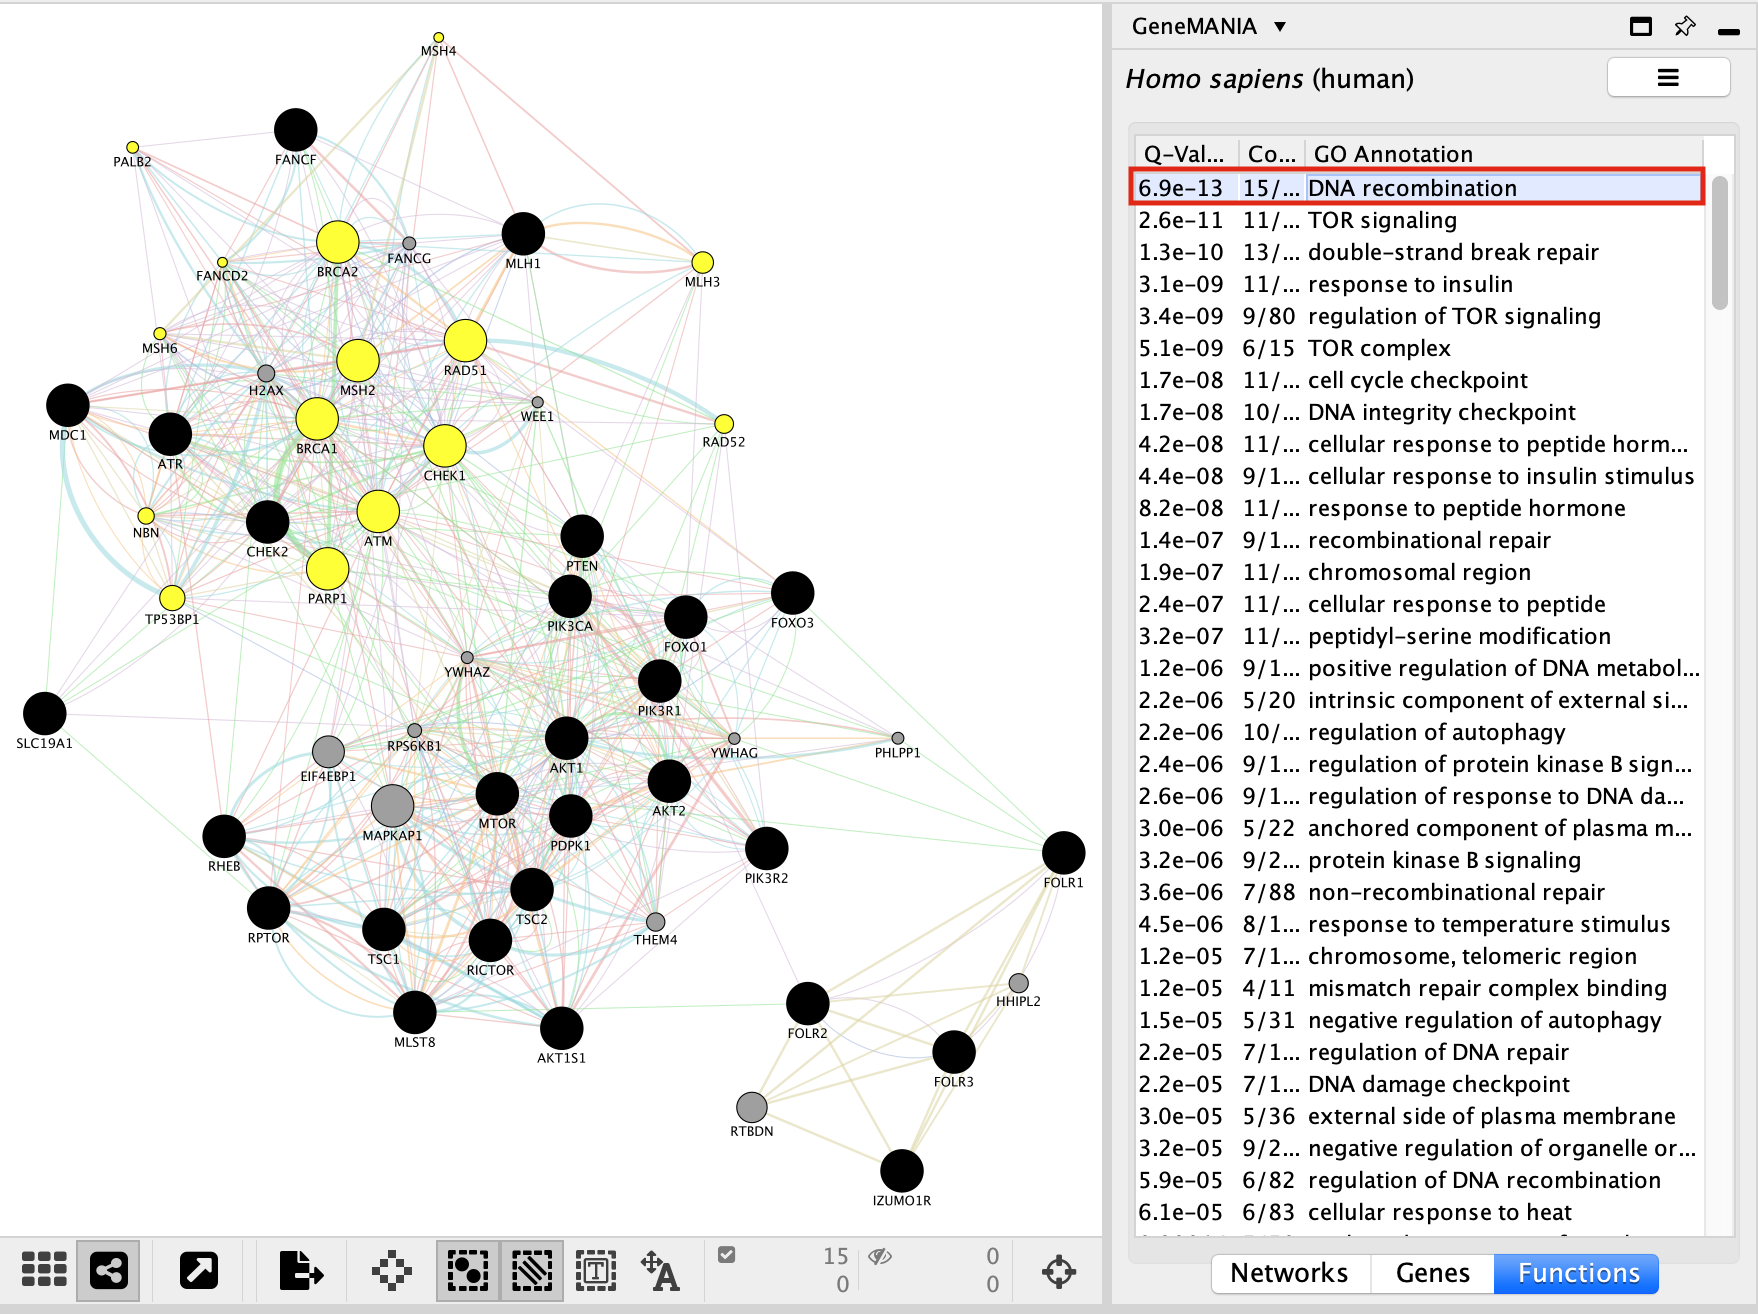 MSH4
FANCF
PALB2
BRCA2
FANCG
MLH1
FANCD2
MLH3
MSH6
RAD51
H2AX
MSH2
WEE1
MDC1
BRCA1
RAD52
ATR
CHEK1
NBN
CHEK2
ATM
PTEN
PARP1
TP53BP1
PIK3CA
FOXO3
FOXO1
YWHAZ
PIK3R1
SLC19A1
RPS6KB1
EIF4EBP1
AKT1
YWHAG
PHLPP1
MTOR
AKT2
MAPKAP1
PDPK1
RHEB
PIK3R2
FOLR1
TSC2
RPTOR
TSC1
RICTOR
THEM4
HHIPL2
FOLR2
MLST8
AKT1S1
FOLR3
RTBDN
IZUMO1R
15
0
0
0
GeneMANIA ▼
Homo sapiens (human)
Q-Val... Co... GO Annotation
6.9e-13 15/... DNA recombination
2.6e-11 11/... TOR signaling
1.3e-10 13/... double-strand break repair
3.1e-09 11/... response to insulin
3.4e-09 9/80 regulation of TOR signaling
5.1e-09 6/15 TOR complex
1.7e-08 11/... cell cycle checkpoint
1.7e-08 10/... DNA integrity checkpoint
4.2e-08 11/... cellular response to peptide horm...
4.4e-08 9/1... cellular response to insulin stimulus
8.2e-08 11/... response to peptide hormone
1.4e-07 9/1... recombinational repair
1.9e-07 11/... chromosomal region
2.4e-07 11/... cellular response to peptide
3.2e-07 11/... peptidyl-serine modification
1.2e-06 9/1... positive regulation of DNA metabol...
2.2e-06 5/20 intrinsic component of external si...
2.2e-06 10/... regulation of autophagy
2.4e-06 9/1... regulation of protein kinase B sign...
2.6e-06 9/1... regulation of response to DNA da...
3.0e-06 5/22 anchored component of plasma m...
3.2e-06 9/2... protein kinase B signaling
3.6e-06 7/88 non-recombinational repair
4.5e-06 8/1... response to temperature stimulus
1.2e-05 7/1... chromosome, telomeric region
1.2e-05 4/11 mismatch repair complex binding
1.5e-05 5/31 negative regulation of autophagy
2.2e-05 7/1... regulation of DNA repair
2.2e-05 7/1... DNA damage checkpoint
3.0e-05 5/36 external side of plasma membrane
3.2e-05 9/2... negative regulation of organelle or...
5.9e-05 6/82 regulation of DNA recombination
6.1e-05 6/83 cellular response to heat
Networks Genes Functions